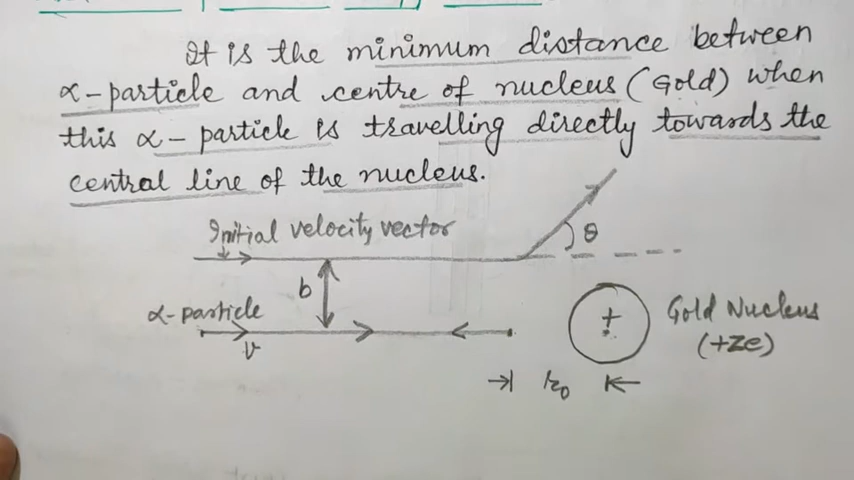 It is the minimum distance between
α-particle and centre of nucleus (Gold) when
this α-particle is travelling directly towards the
central line of the nucleus.
Initial velocity vector
θ
b
α-particle
v
+
Gold Nucleus
(+Ze)
r₀